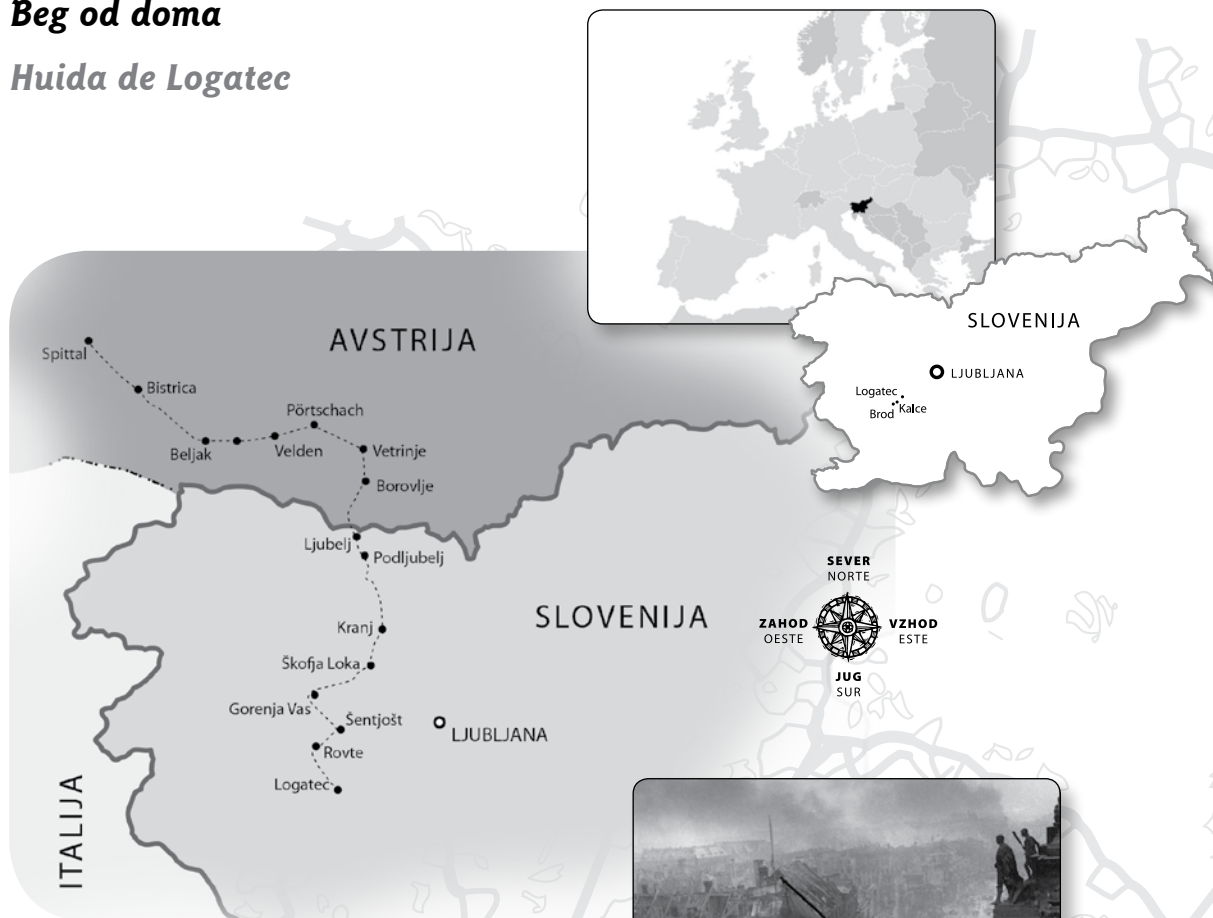 Beg od doma
Huida de Logatec
AVSTRIJA
Spittal
Bistrica
Pörtschach
Beljak
Velden
Vetrinje
Borovlje
Ljubelj
Podljubelj
SLOVENIJA
Kranj
Škofja Loka
Gorenja Vas
Šentjošt
LJUBLJANA
Rovte
Logatec
ITALIJA
SLOVENIJA
LJUBLJANA
Logatec
Kalce
Brod
SEVER
NORTE
ZAHOD
OESTE
VZHOD
ESTE
JUG
SUR